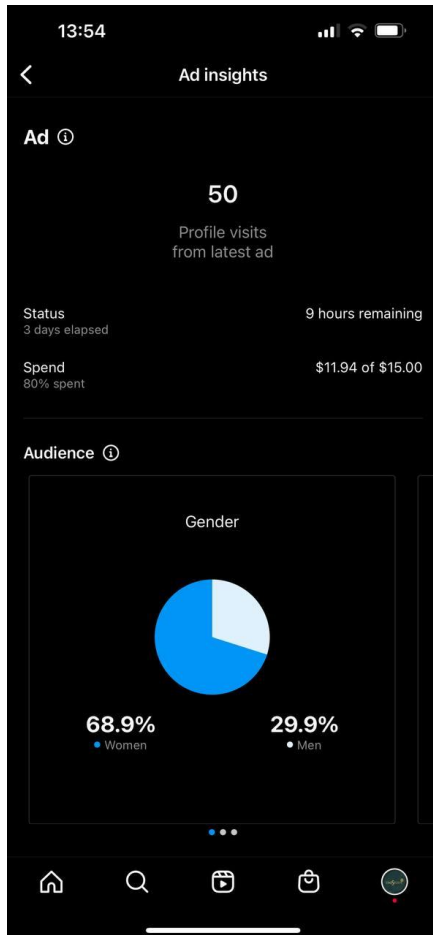 13:54
Ad insights
Ad
50
Profile visits
from latest ad
Status
9 hours remaining
3 days elapsed
Spend
$11.94 of $15.00
80% spent
Audience
Gender
68.9%
29.9%
Women
Men